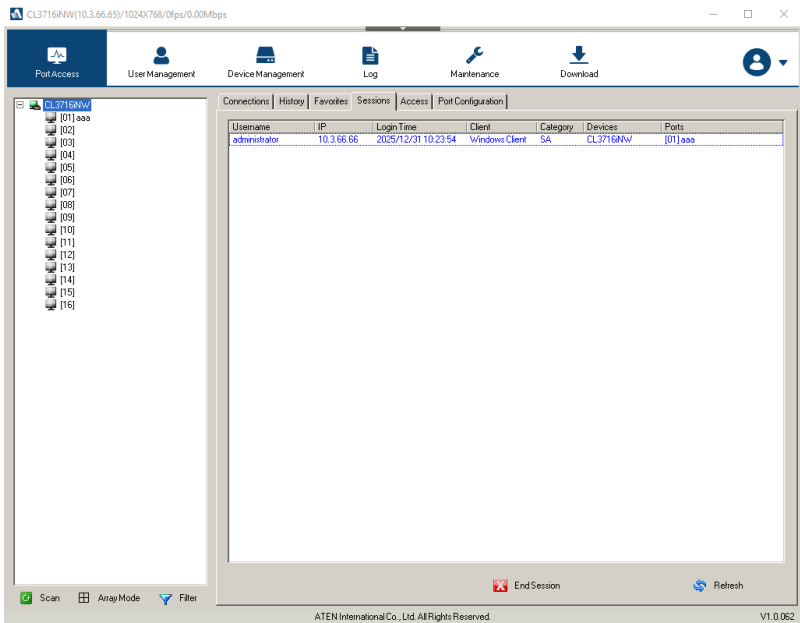 CL3716iNW(10.3.66.65)/1024X768/0fps/0.00Mbps
Port Access User Management Device Management Log Maintenance Download
CL3716iNW
[01] aaa
[02]
[03]
[04]
[05]
[06]
[07]
[08]
[09]
[10]
[11]
[12]
[13]
[14]
[15]
[16]
Scan Array Mode Filter
Connections History Favorites Sessions Access Port Configuration
Username IP Login Time Client Category Devices Ports
administrator 10.3.66.66 2025/12/31 10:23:54 Windows Client SA CL3716iNW [01] aaa
End Session Refresh
ATEN International Co., Ltd. All Rights Reserved. V1.0.062